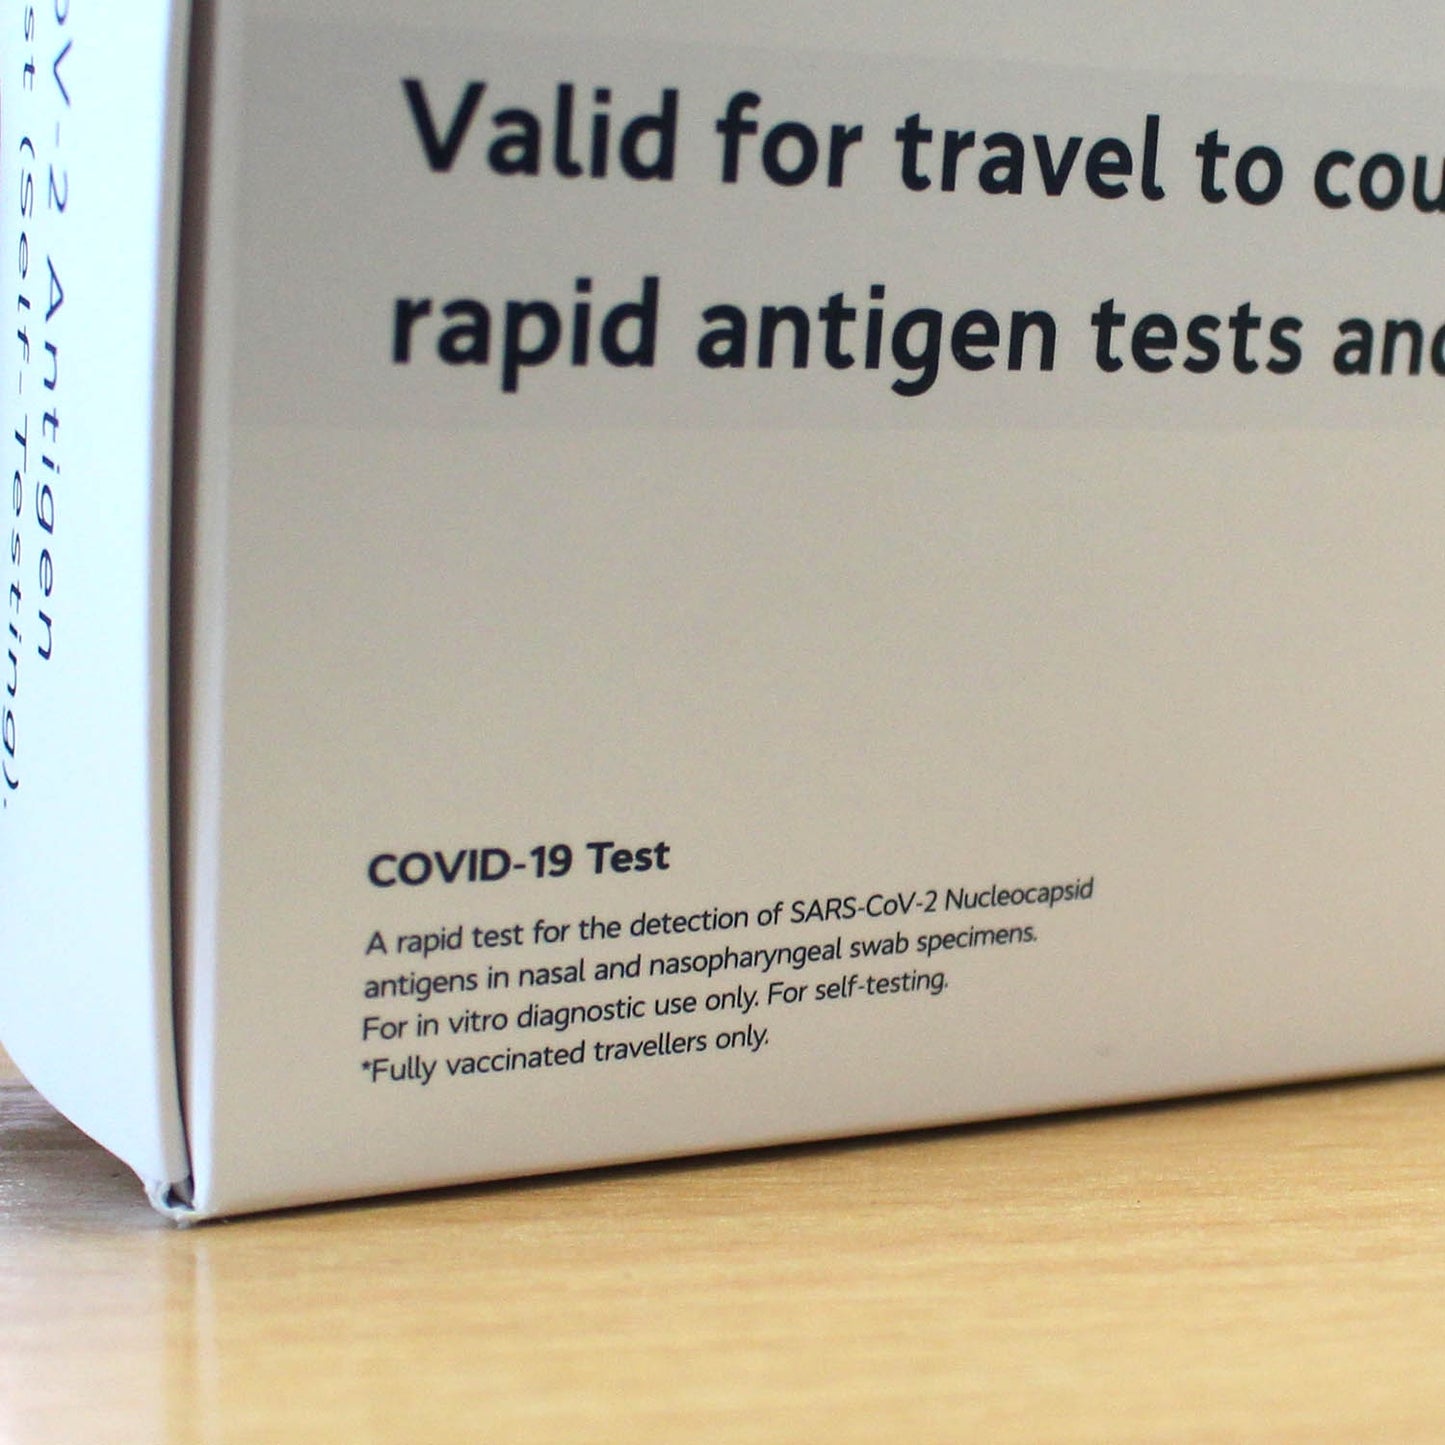 Valid for travel to cou
rapid antigen tests and
COVID-19 Test
A rapid test for the detection of SARS-CoV-2 Nucleocapsid
antigens in nasal and nasopharyngeal swab specimens.
For in vitro diagnostic use only. For self-testing.
*Fully vaccinated travellers only.
oV-2 Antigen
st (Self-Testing).